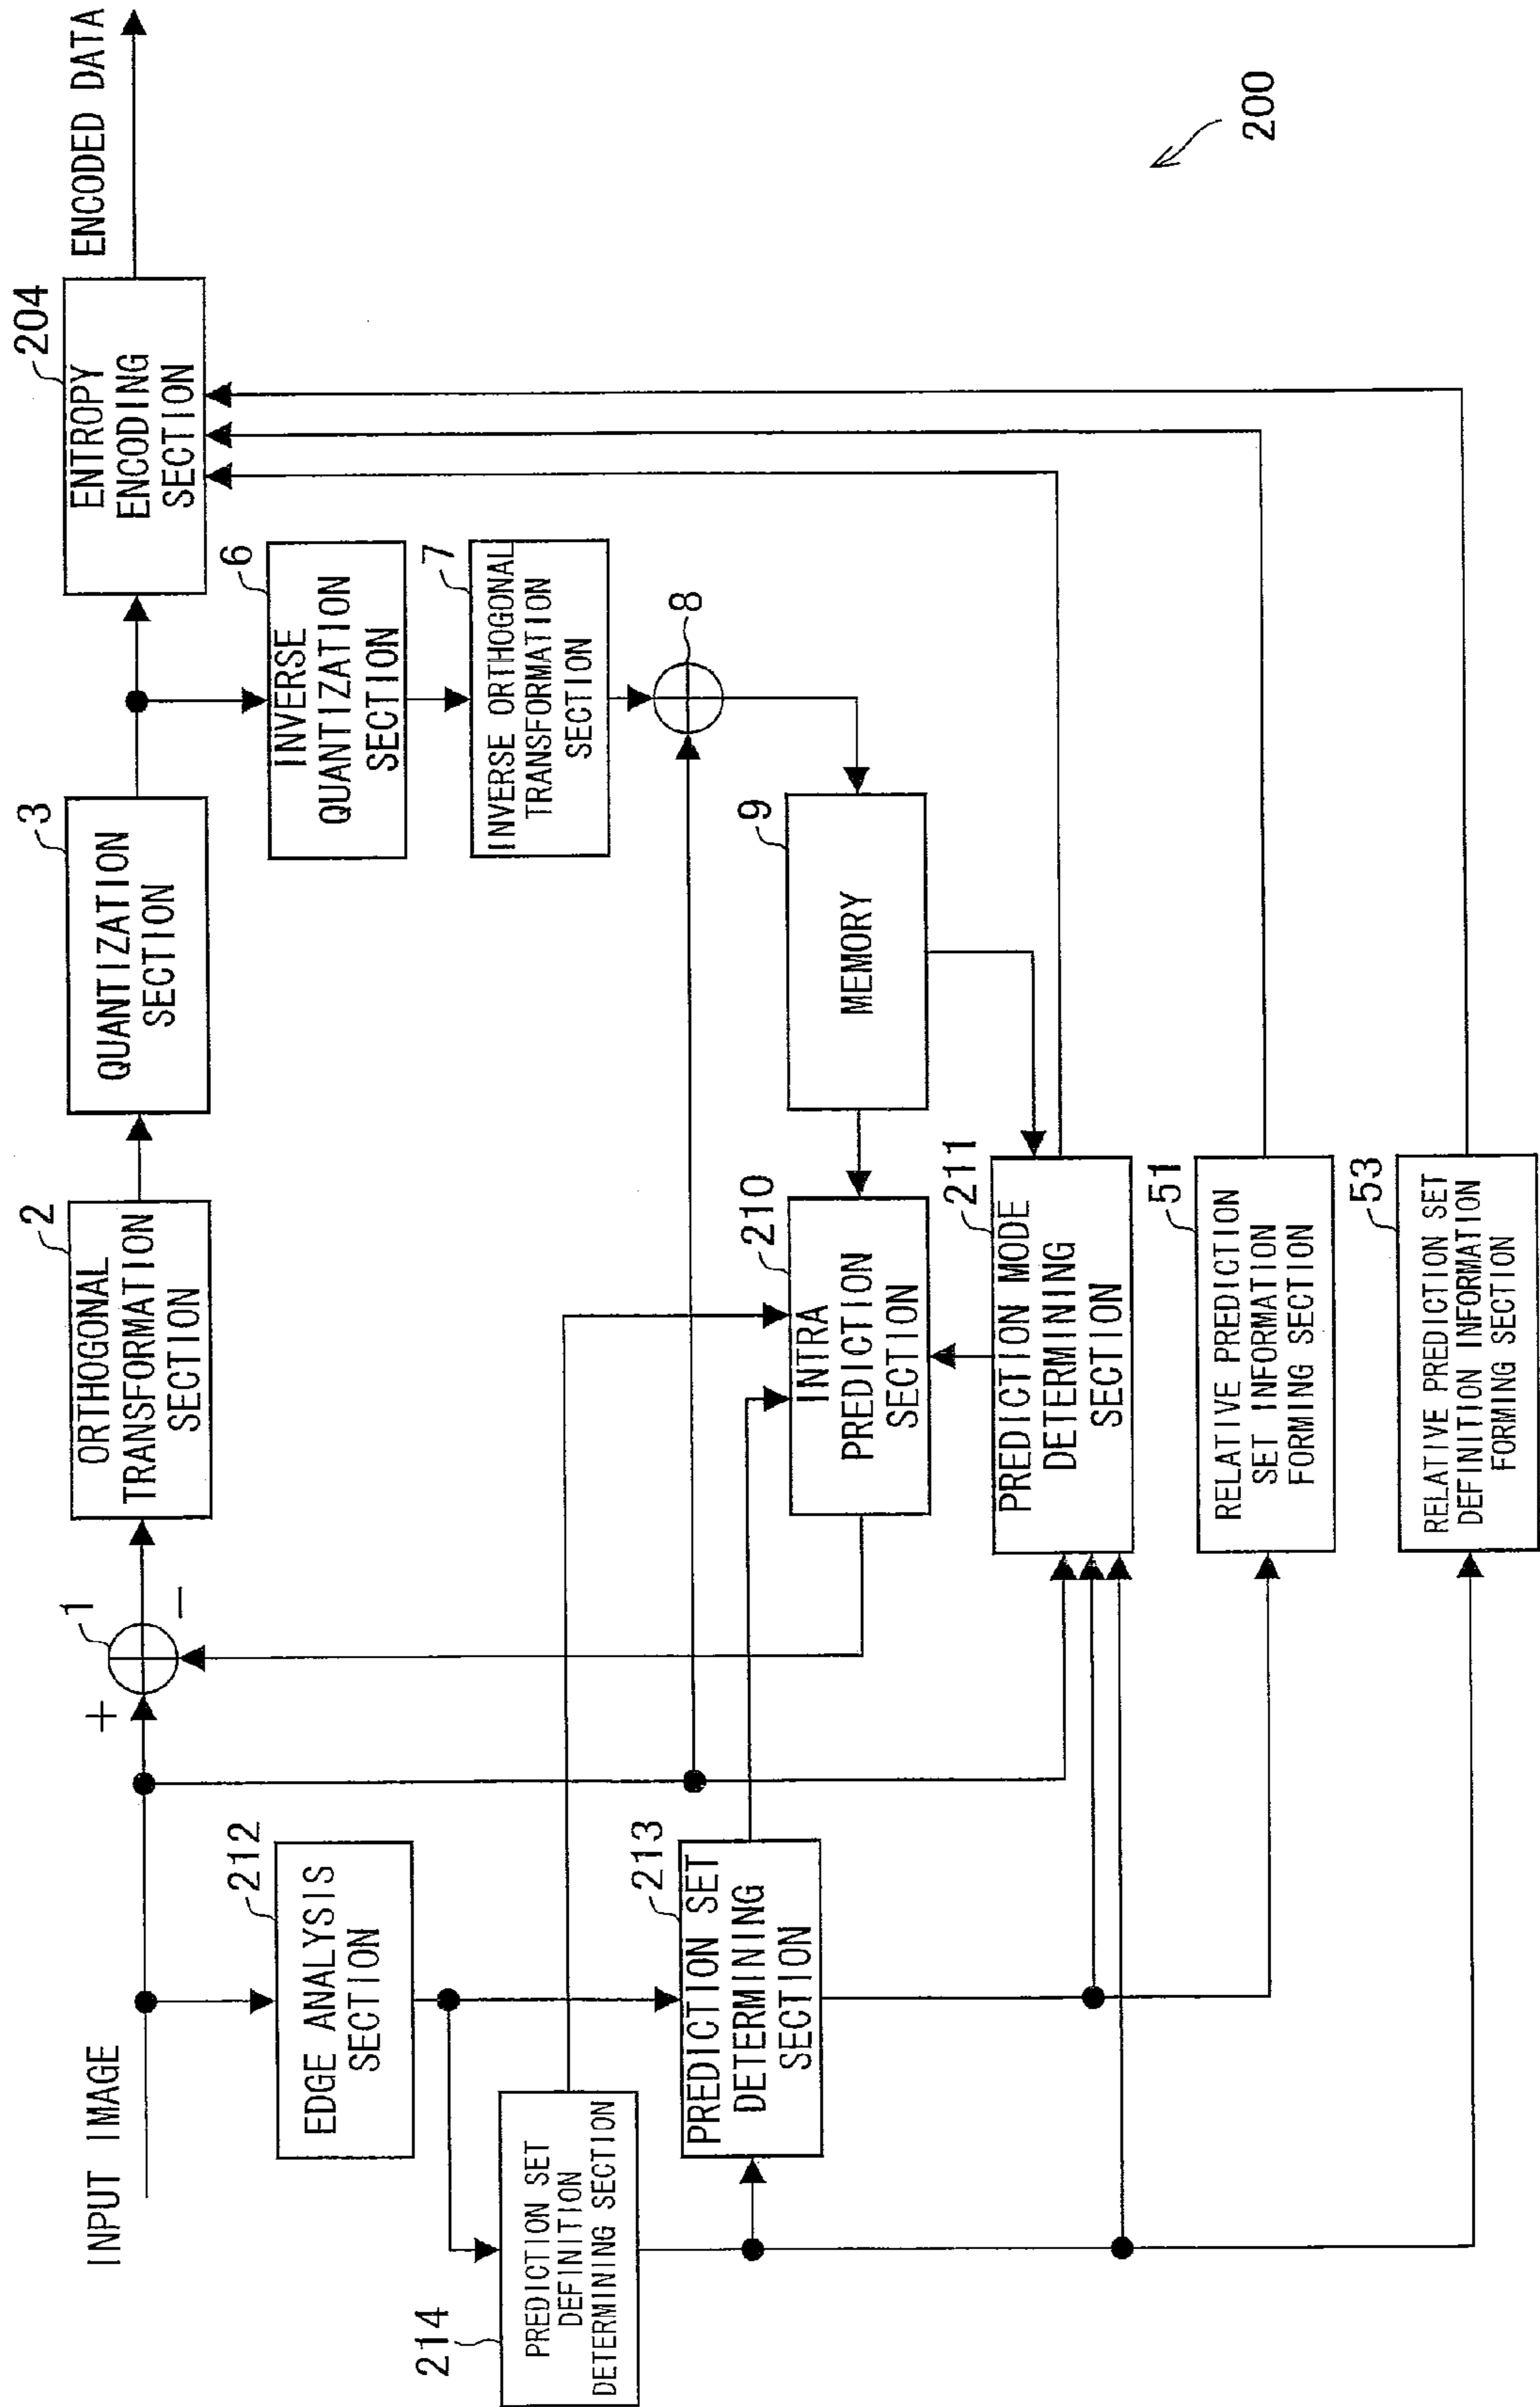 INPUT IMAGE
+
1
−
ORTHOGONAL
TRANSFORMATION
SECTION
2
QUANTIZATION
SECTION
3
ENTROPY
ENCODING
SECTION
204
ENCODED DATA
EDGE ANALYSIS
SECTION
212
INVERSE
QUANTIZATION
SECTION
6
INVERSE ORTHOGONAL
TRANSFORMATION
SECTION
7
8
214
PREDICTION SET
DEFINITION
DETERMINING SECTION
PREDICTION SET
DETERMINING
SECTION
213
INTRA
PREDICTION
SECTION
210
MEMORY
9
PREDICTION MODE
DETERMINING
SECTION
211
RELATIVE PREDICTION
SET INFORMATION
FORMING SECTION
51
RELATIVE PREDICTION SET
DEFINITION INFORMATION
FORMING SECTION
53
200